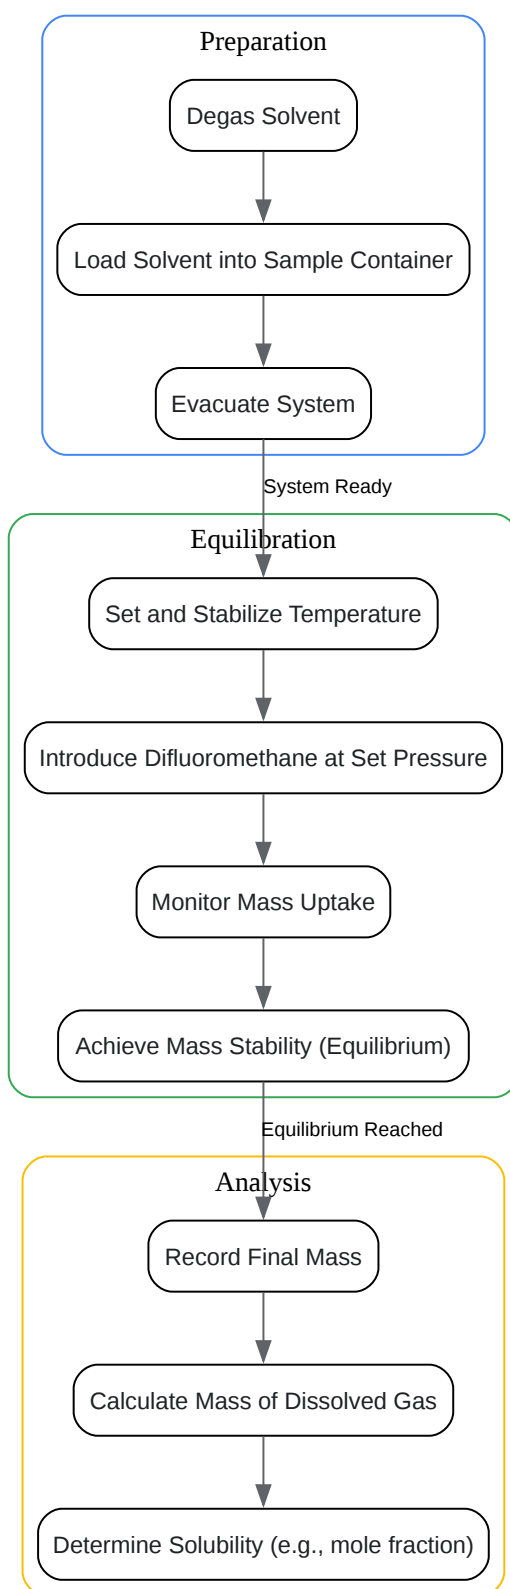 Preparation
Degas Solvent
Load Solvent into Sample Container
Evacuate System
System Ready
Equilibration
Set and Stabilize Temperature
Introduce Difluoromethane at Set Pressure
Monitor Mass Uptake
Achieve Mass Stability (Equilibrium)
Equilibrium Reached
Analysis
Record Final Mass
Calculate Mass of Dissolved Gas
Determine Solubility (e.g., mole fraction)